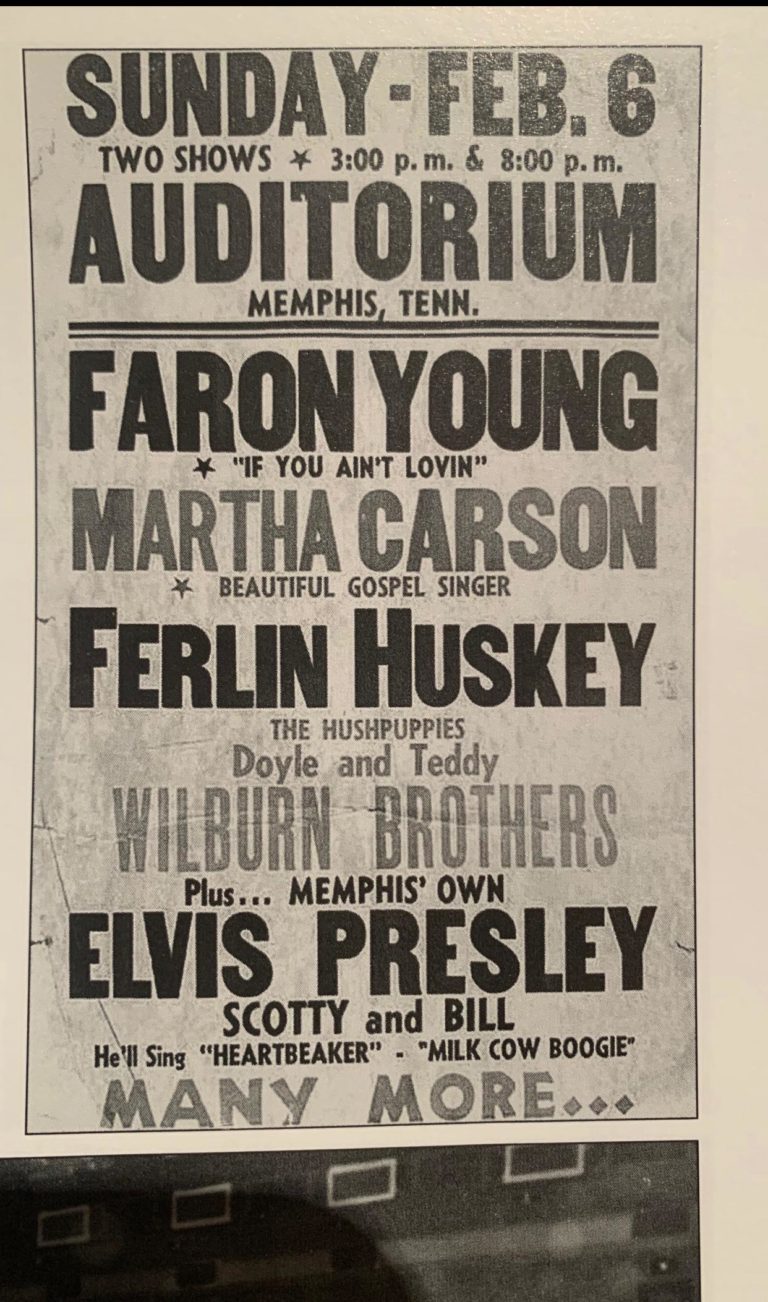 SUNDAY - FEB. 6
TWO SHOWS ★ 3:00 p.m. & 8:00 p.m.
AUDITORIUM
MEMPHIS, TENN.
FARON YOUNG
★ "IF YOU AIN'T LOVIN"
MARTHA CARSON
★ BEAUTIFUL GOSPEL SINGER
FERLIN HUSKEY
THE HUSHPUPPIES
Doyle and Teddy
WILBURN BROTHERS
Plus... MEMPHIS' OWN
ELVIS PRESLEY
SCOTTY and BILL
He'll Sing "HEARTBEAKER" - "MILK COW BOOGIE"
MANY MORE...